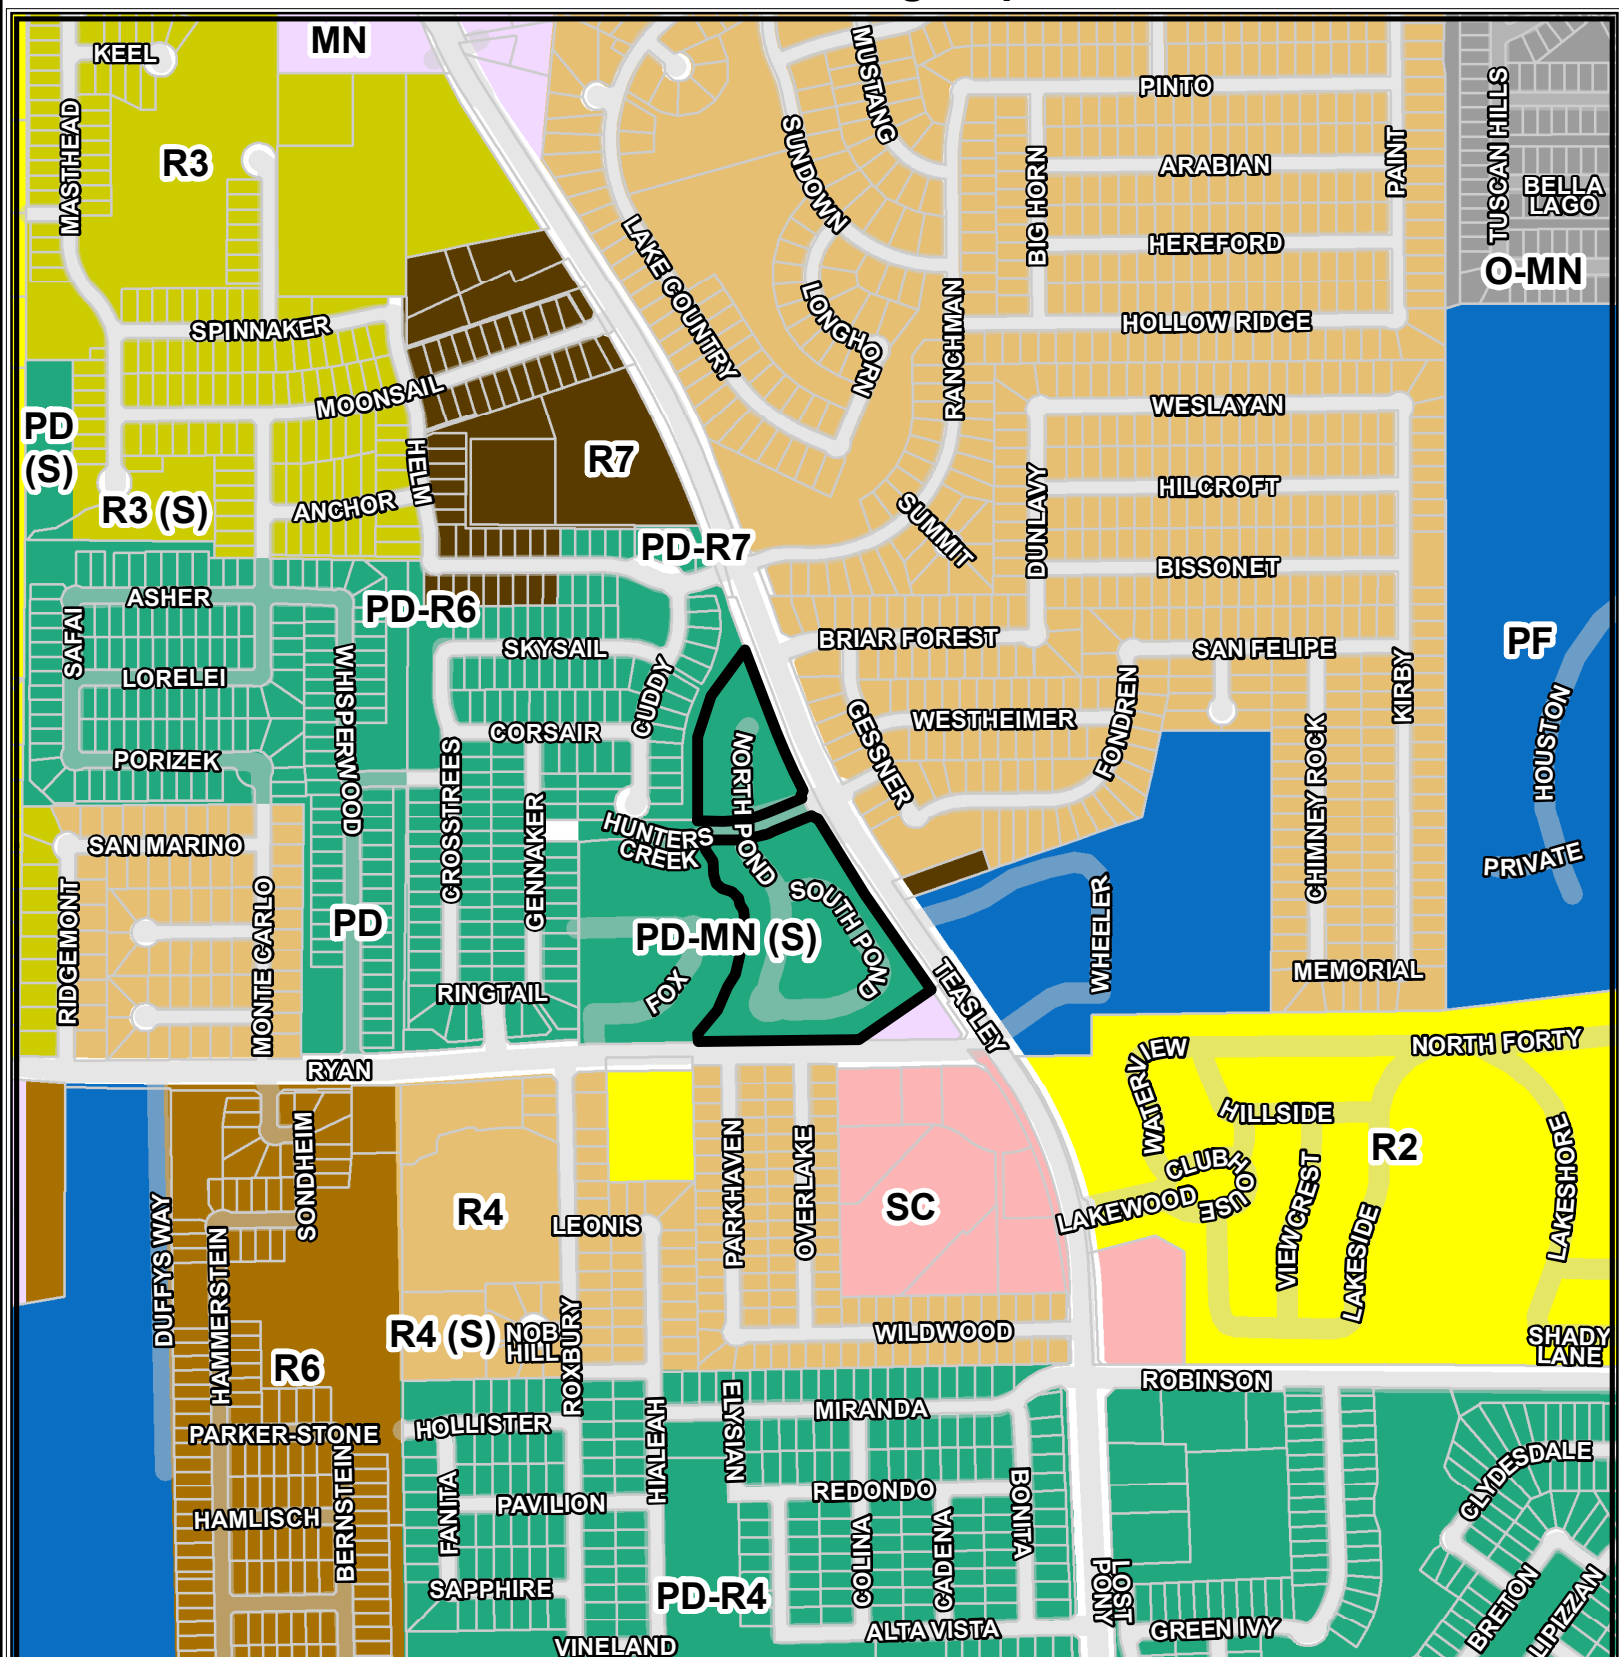 MN
KEEL
MUSTANG
PINTO
MASTHEAD
R3
SUNDOWN
ARABIAN
PAINT
BIG HORN
TUSCAN HILLS
BELLA
LAGO
HEREFORD
O-MN
LAKE COUNTRY
LONGHORN
RANCHMAN
HOLLOW RIDGE
SPINNAKER
MOONSAIL
PD
(S)
HELM
R7
R3 (S)
ANCHOR
WESLAYAN
HILCROFT
SUMMIT
DUNLAVY
BISSONET
PD-R7
ASHER
PD-R6
SAFAI
SKYSAIL
BRIAR FOREST
SAN FELIPE
PF
LORELEI
WHISPERWOOD
CUDDY
KIRBY
CORSAIR
NORTH POND
GESSNER
WESTHEIMER
FONDREN
CHIMNEY ROCK
HOUSTON
PORIZEK
CROSSTREES
GENNAKER
HUNTERS
CREEK
SAN MARINO
PRIVATE
RIDGEMONT
MONTE CARLO
PD
PD-MN (S)
SOUTH POND
WHEELER
FOX
RINGTAIL
TEASLEY
MEMORIAL
RYAN
WATERVIEW
NORTH FORTY
HILLSIDE
R2
SONDHEIM
PARKHAVEN
OVERLAKE
CLUBHOUSE
LAKESHORE
DUFFYS WAY
HAMMERSTEIN
R4
LEONIS
SC
LAKEWOOD
VIEWCREST
LAKESIDE
R4 (S)
NOB
HILL
ROXBURY
WILDWOOD
SHADY
LANE
R6
ROBINSON
PARKER-STONE
HOLLISTER
HIALEAH
ELYSIAN
MIRANDA
BERNSTEIN
FANITA
PAVILION
REDONDO
BONITA
CLYDESDALE
HAMLISCH
COLINA
CADENA
SAPPHIRE
PD-R4
LOST
PONY
BRETON
LIPIZZAN
VINELAND
ALTA VISTA
GREEN IVY